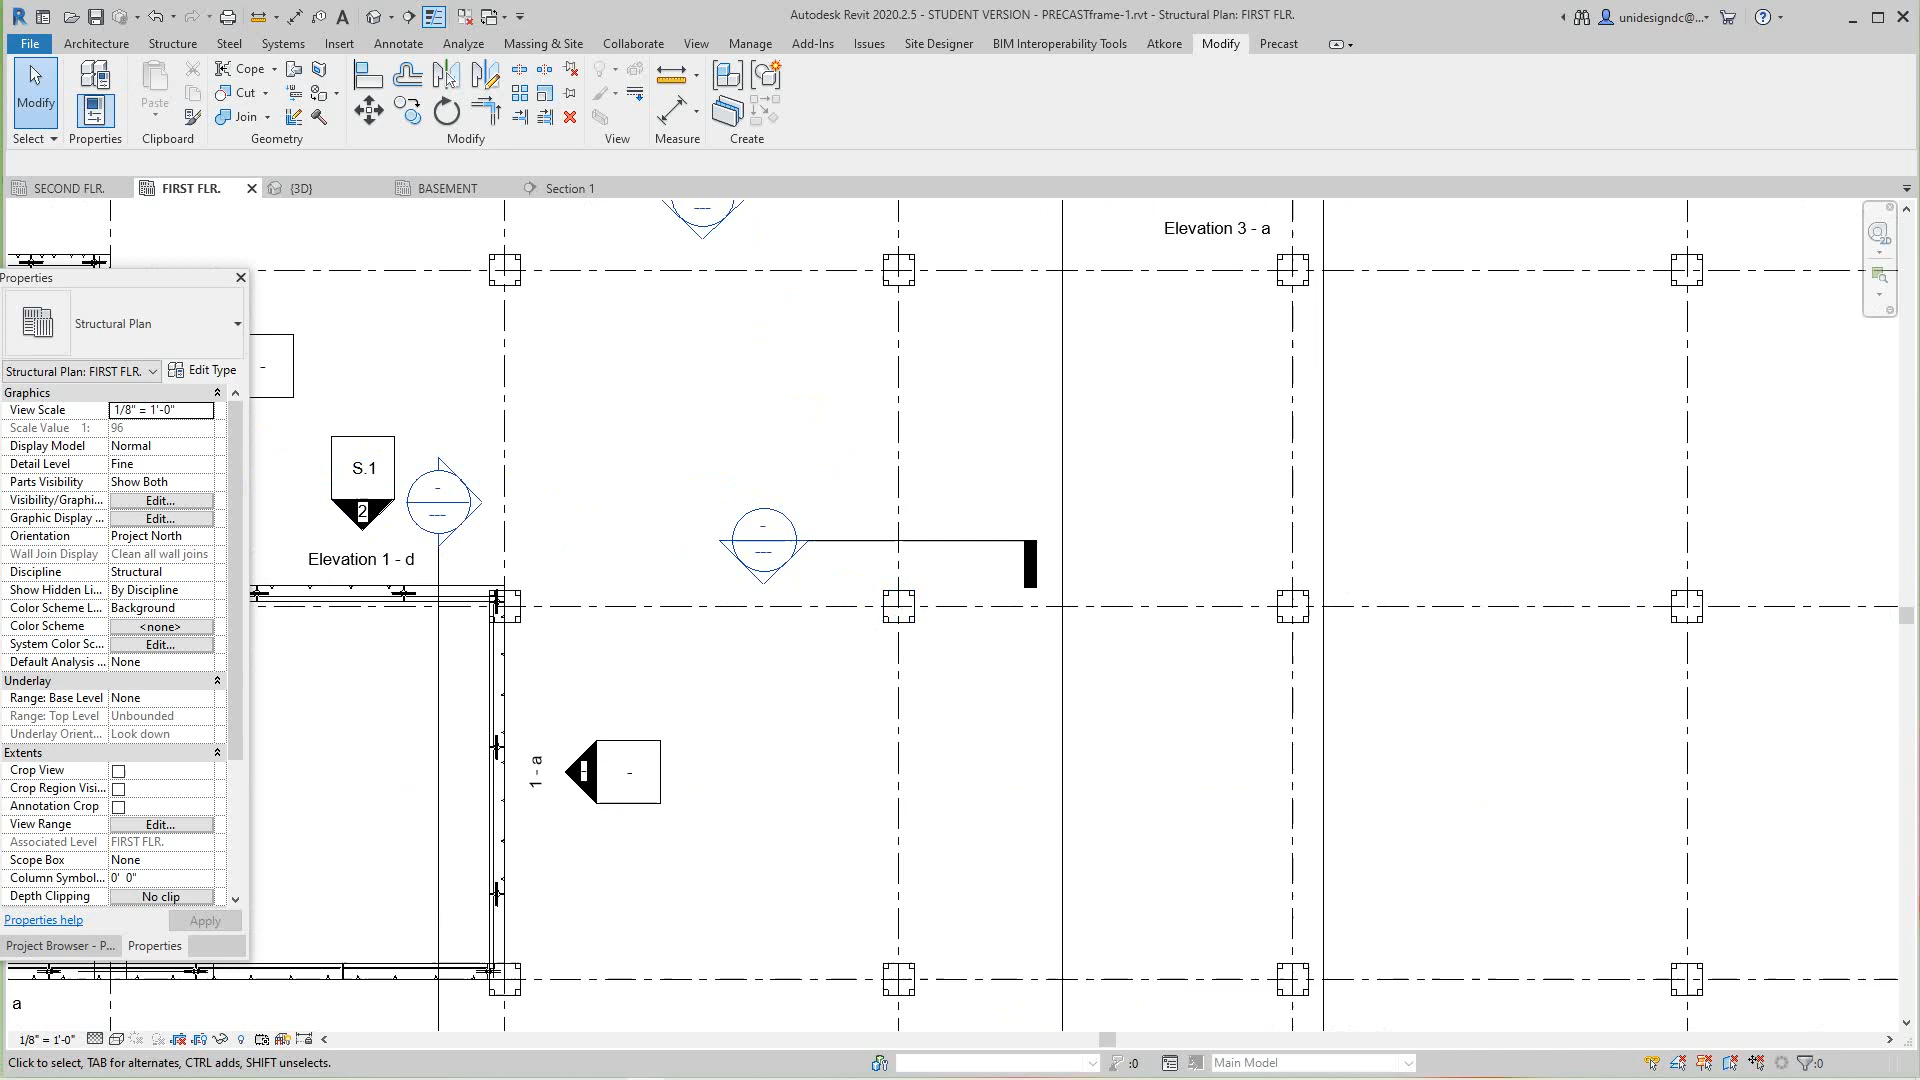 Autodesk Revit 2020.2.5 - STUDENT VERSION - PRECASTframe-1.rvt - Structural Plan: FIRST FLR.
unidesigndc@...
File Architecture Structure Steel Systems Insert Annotate Analyze Massing & Site Collaborate View Manage Add-Ins Issues Site Designer BIM Interoperability Tools Atkore Modify Precast
Modify
Paste
Cope
Cut
Join
Select Properties Clipboard Geometry Modify View Measure Create
SECOND FLR. FIRST FLR. {3D} BASEMENT Section 1
Elevation 3 - a
2D
Properties
Structural Plan
Structural Plan: FIRST FLR. Edit Type
Graphics
View Scale 1/8" = 1'-0"
Scale Value 1: 96
Display Model Normal
Detail Level Fine
Parts Visibility Show Both
Visibility/Graphi... Edit...
Graphic Display ... Edit...
Orientation Project North
Wall Join Display Clean all wall joins
Discipline Structural
Show Hidden Li... By Discipline
Color Scheme L... Background
Color Scheme <none>
System Color Sc... Edit...
Default Analysis ... None
Underlay
Range: Base Level None
Range: Top Level Unbounded
Underlay Orient... Look down
Extents
Crop View
Crop Region Visi...
Annotation Crop
View Range Edit...
Associated Level FIRST FLR.
Scope Box None
Column Symbol... 0' 0"
Depth Clipping No clip
Properties help Apply
Project Browser - P... Properties
S.1
2
Elevation 1 - d
1 - a
a
1/8" = 1'-0"
Click to select, TAB for alternates, CTRL adds, SHIFT unselects.
:0
Main Model
:0